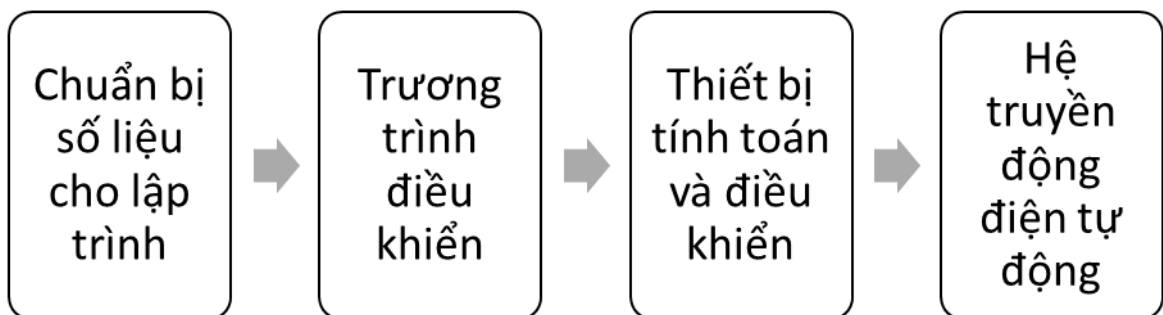 Chuẩn bị
số liệu
cho lập
trình
Trương
trình
điều
khiển
Thiết bị
tính toán
và điều
khiển
Hệ
truyền
động
điện tự
động